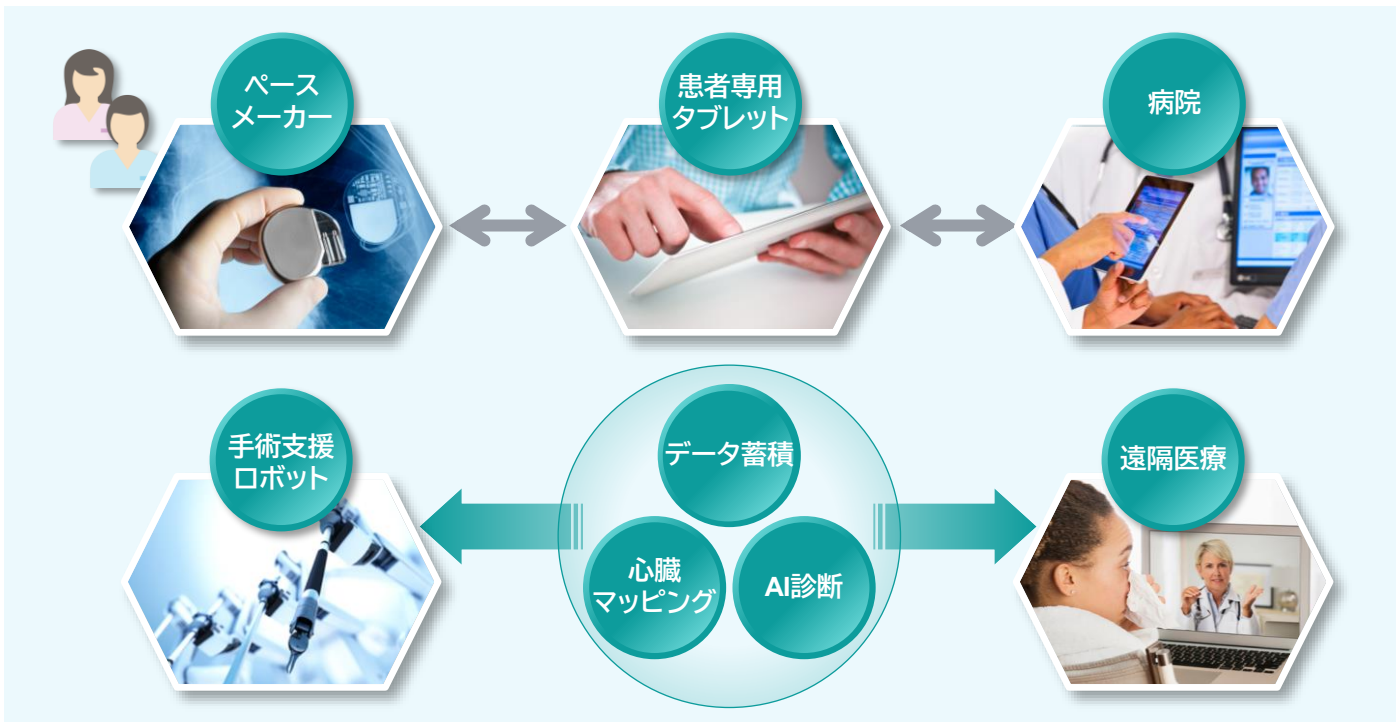 ペース
メーカー
患者専用
タブレット
病院
手術支援
ロボット
データ蓄積
心臓
マッピング
AI診断
遠隔医療